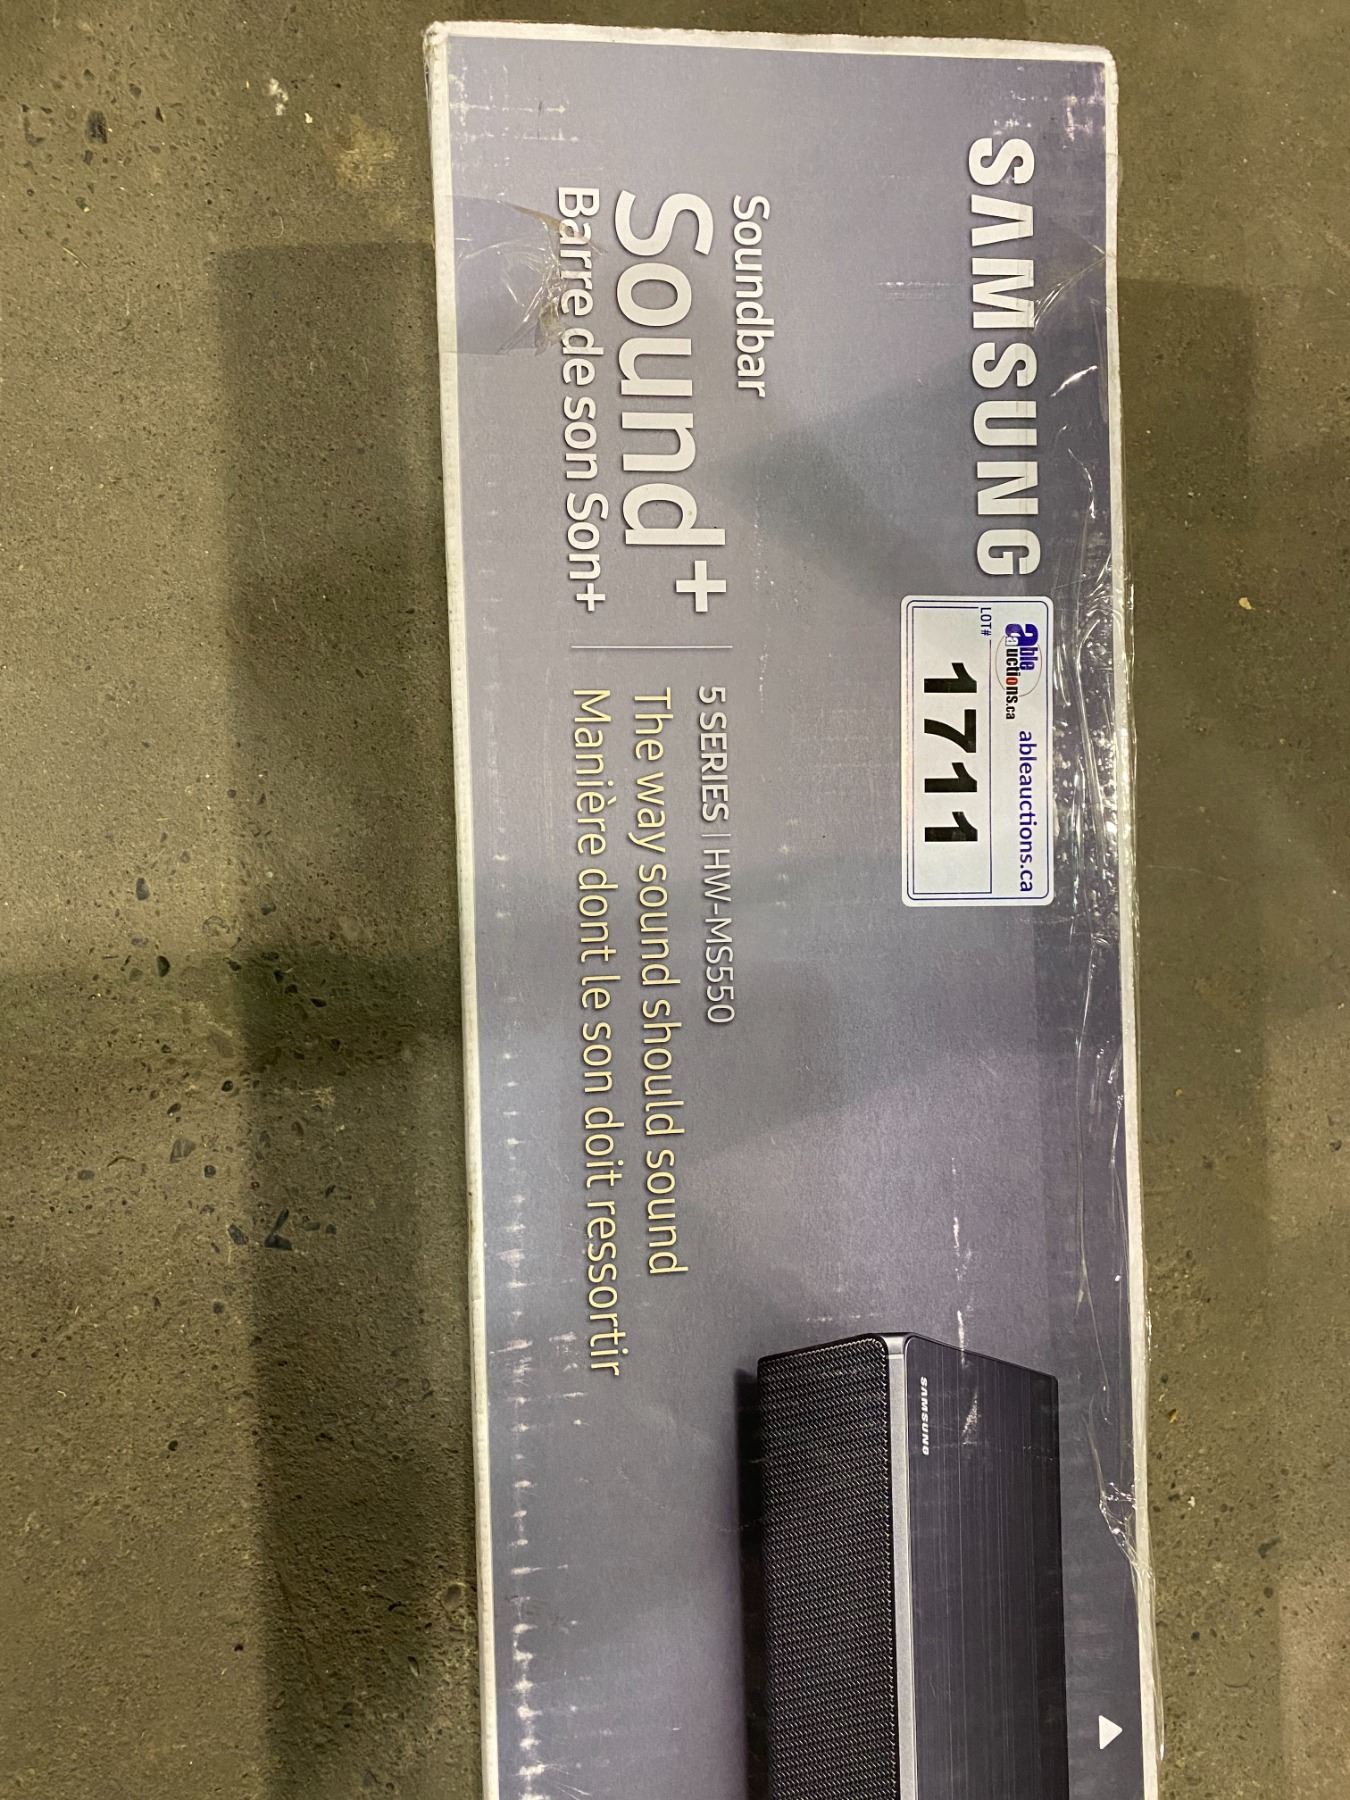 SAMSUNG
able auctions.ca
ableauctions.ca
LOT#
1711
Soundbar
Sound+
Barre de son Son+
5 SERIES | HW-MS550
The way sound should sound
Manière dont le son doit ressortir
SAMSUNG